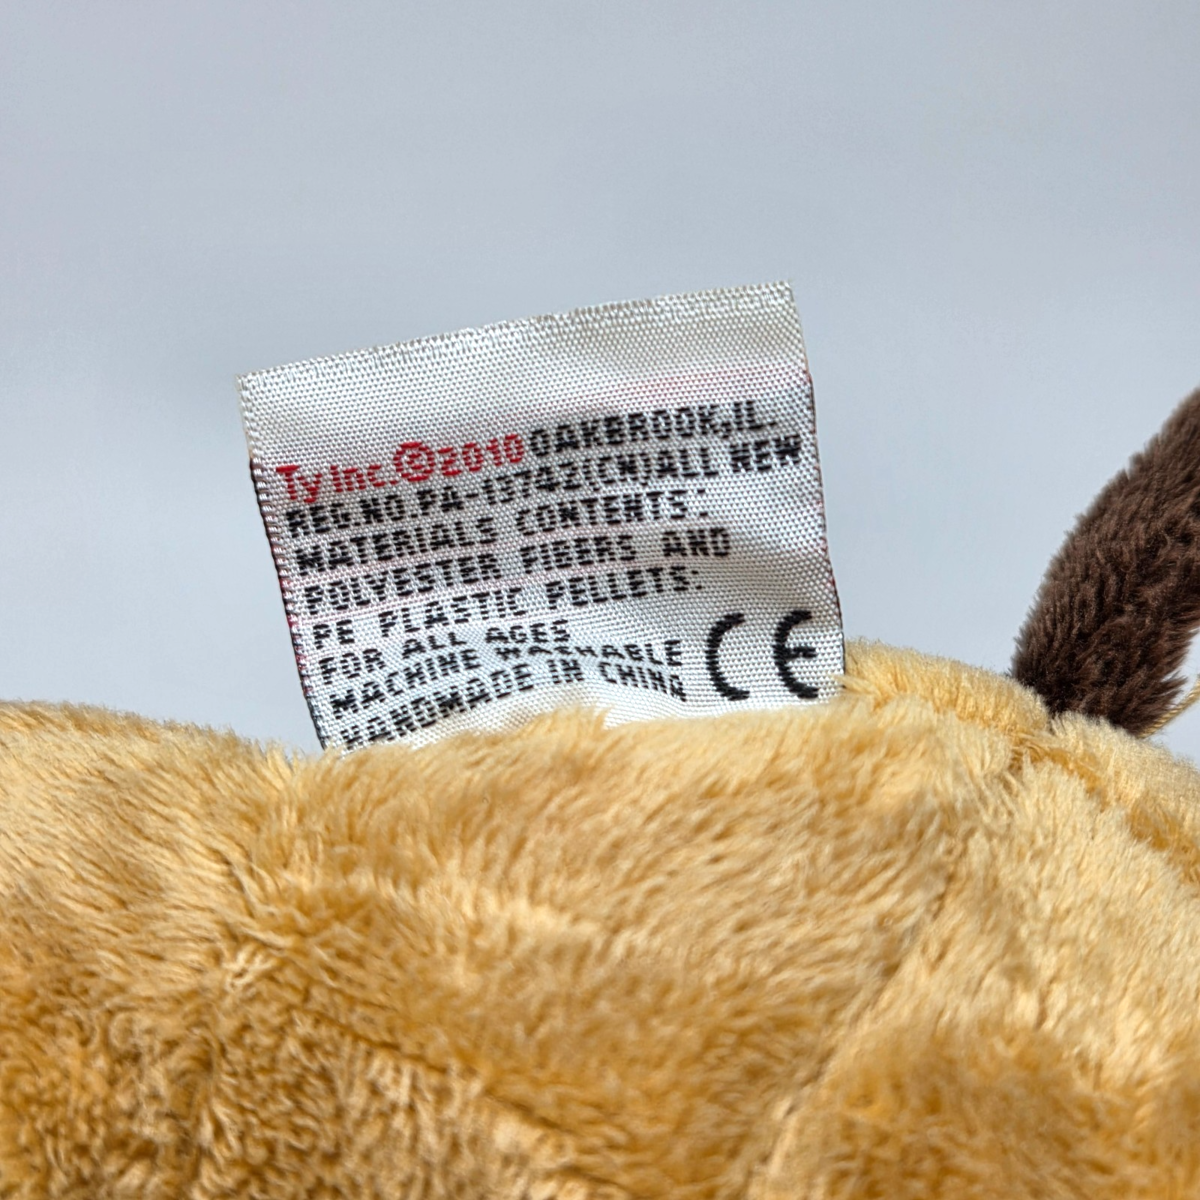 Ty Inc.©2010 OAKBROOK,IL.
REG.NO.PA-13742(CN)ALL NEW
MATERIALS CONTENTS:
POLYESTER FIBERS AND
PE PLASTIC PELLETS:
FOR ALL AGES
MACHINE WASHABLE
HANDMADE IN CHINA
CE